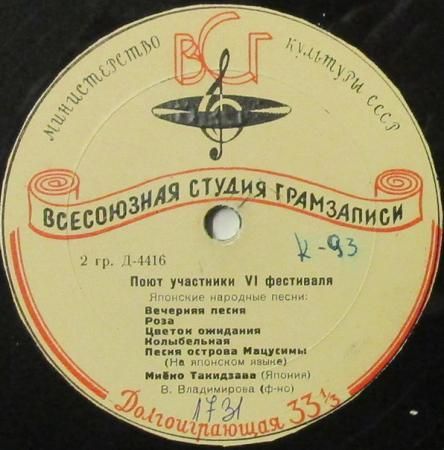 МИНИСТЕРСТВО КУЛЬТУРЫ СССР
ВСГ
ВСЕСОЮЗНАЯ СТУДИЯ ГРАМЗАПИСИ
К-93
2 гр. Д-4416
Поют участники VI фестиваля
Японские народные песни:
Вечерняя песня
Роза
Цветок ожидания
Колыбельная
Песня острова Мацусимы
(На японском языке)
Миёко Такидзава (Япония)
В. Владимирова (ф-но)
1731
Долгоиграющая 33 1/3